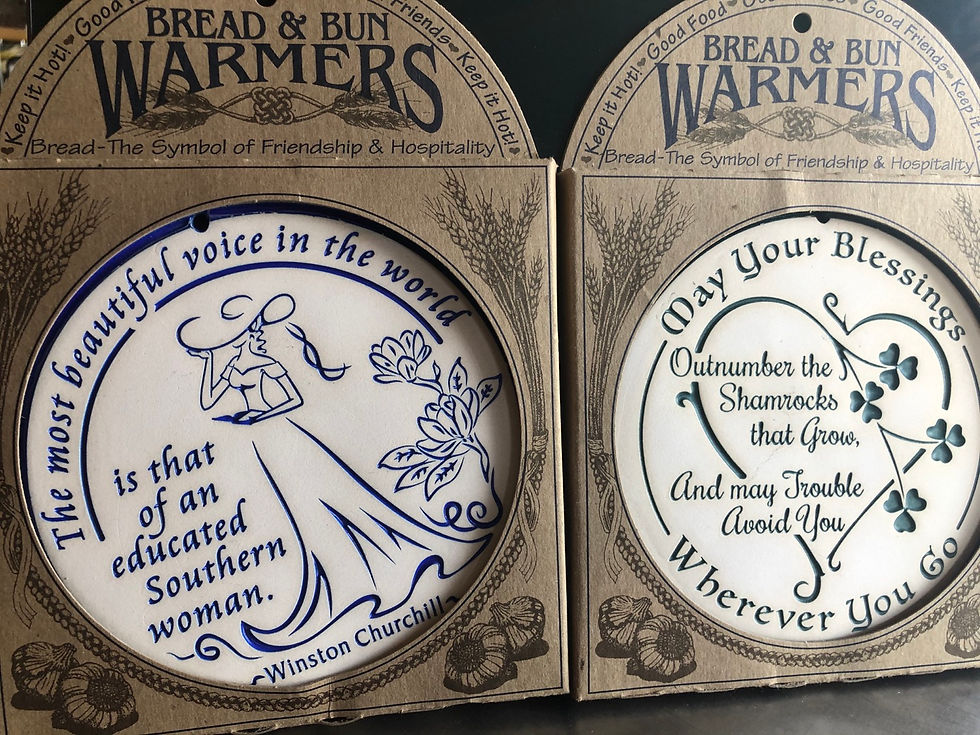 Keep it Hot! Good Friends Keep it Hot!
BREAD & BUN
WARMERS
Bread-The Symbol of Friendship & Hospitality
The most beautiful voice in the world
is that
of an
educated
Southern
woman.
~Winston Churchill~
Keep it Hot! Good Food Good Friends Keep it
BREAD & BUN
WARMERS
Bread-The Symbol of Friendship & Hospitality
May Your Blessings
Outnumber the
Shamrocks
that Grow,
And may Trouble
Avoid You
Wherever You Go